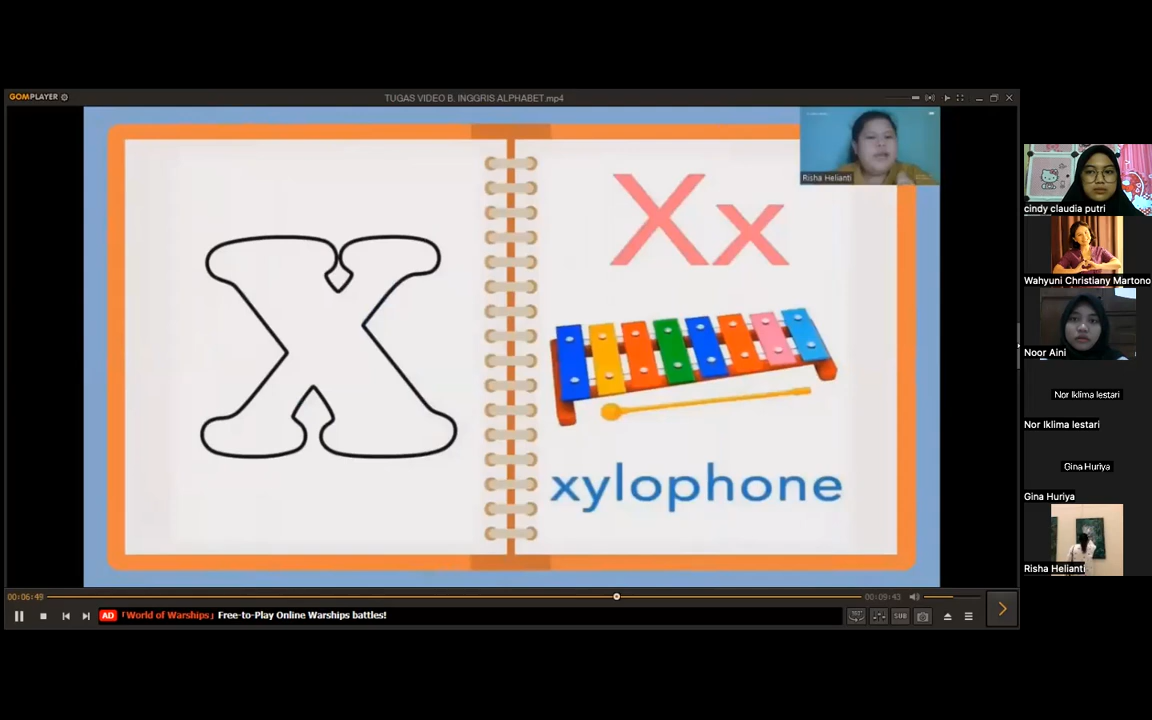 GOMPLAYER
TUGAS VIDEO B. INGGRIS ALPHABET.mp4
Risha Helianti
X
Xx
xylophone
00:06:49
00:09:43
AD 「World of Warships」 Free-to-Play Online Warships battles!
SUB
cindy claudia putri
Wahyuni Christiany Martono
Noor Aini
Nor Iklima lestari
Nor Iklima lestari
Gina Huriya
Gina Huriya
Risha Helianti